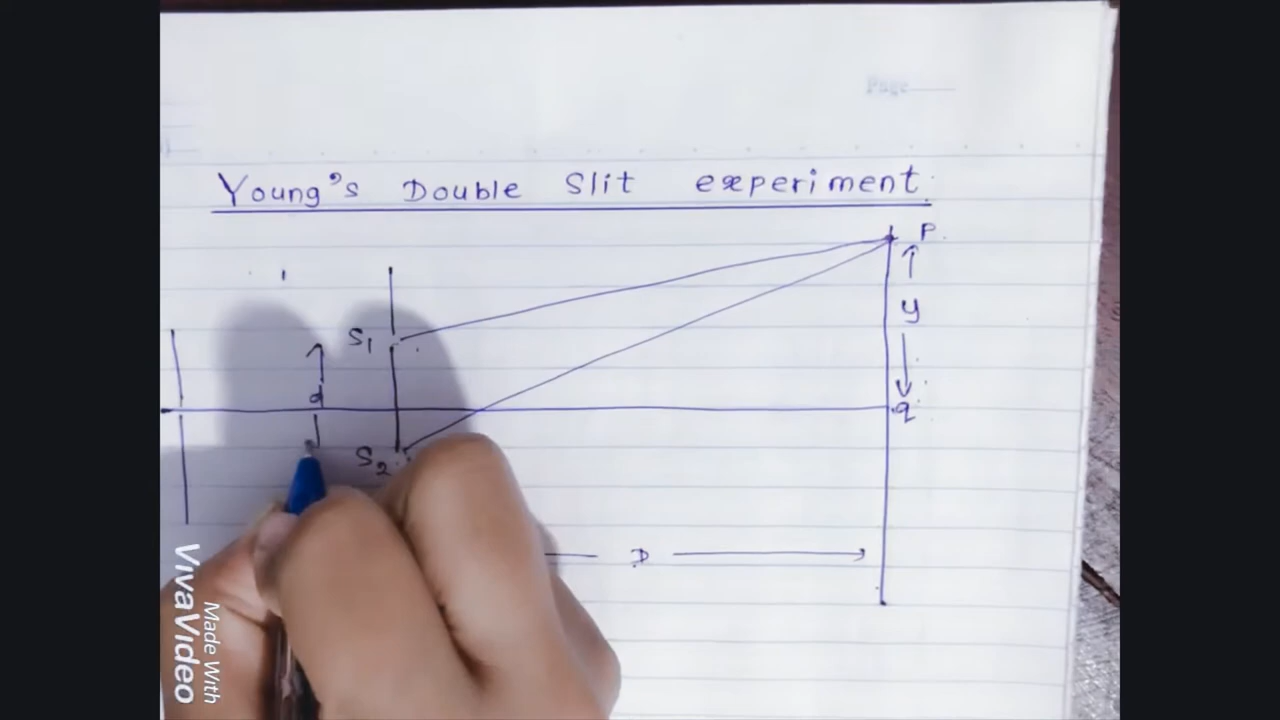 Page
Young's Double Slit experiment.
P.
y
S1
d
q
S2
D
Made With
VivaVideo